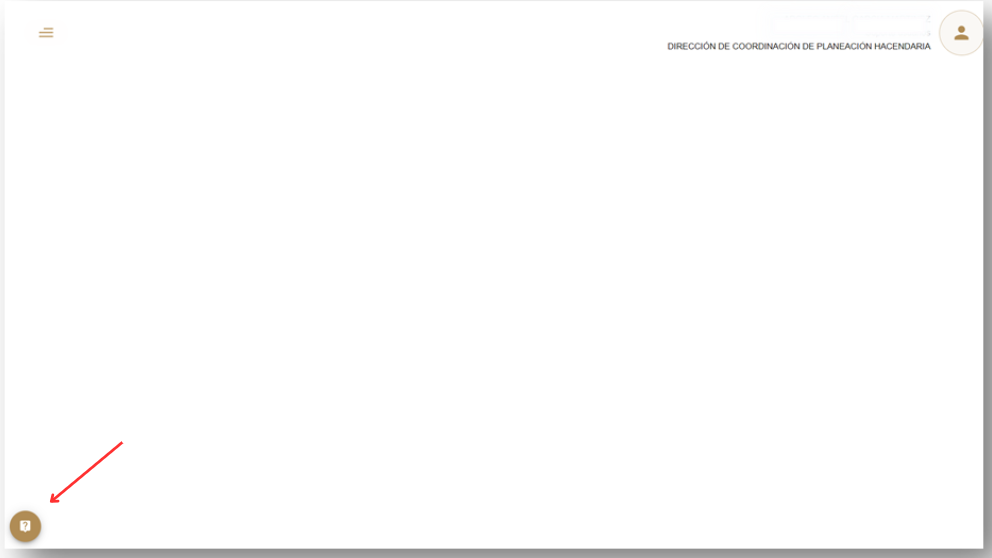 DIRECCIÓN DE COORDINACIÓN DE PLANEACIÓN HACENDARIA
?